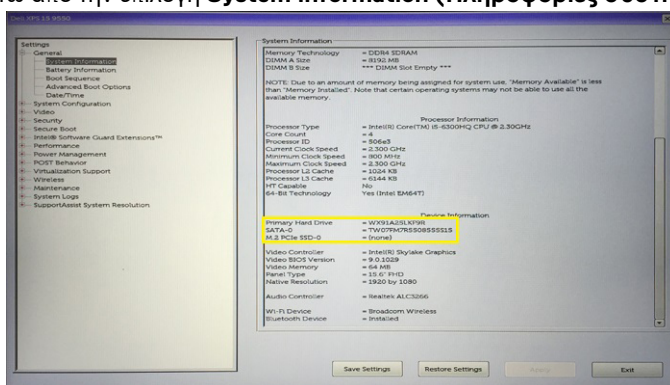 από την επιλογή System Information
Dell XPS 15 9550
Settings
General
System Information
Battery Information
Boot Sequence
Advanced Boot Options
Date/Time
System Configuration
Video
Security
Secure Boot
Intel® Software Guard Extensions™
Performance
Power Management
POST Behavior
Virtualization Support
Wireless
Maintenance
System Logs
SupportAssist System Resolution
System Information
Memory Technology = DDR4 SDRAM
DIMM A Size = 8192 MB
DIMM B Size *** DIMM Slot Empty ***
NOTE: Due to an amount of memory being assigned for system use, "Memory Available" is less
than "Memory Installed". Note that certain operating systems may not be able to use all the
available memory.
Processor Information
Processor Type = Intel(R) Core(TM) i5-6300HQ CPU @ 2.30GHz
Core Count = 4
Processor ID = 506e3
Current Clock Speed = 2.300 GHz
Minimum Clock Speed = 800 MHz
Maximum Clock Speed = 2.300 GHz
Processor L2 Cache = 1024 KB
Processor L3 Cache = 6144 KB
HT Capable No
64-Bit Technology Yes (Intel EM64T)
Device Information
Primary Hard Drive
SATA-0
M.2 PCIe SSD-0 = (none)
Video Controller = Intel(R) Skylake Graphics
Video BIOS Version = 9.0.1029
Video Memory = 64 MB
Panel Type = 15.6" FHD
Native Resolution = 1920 by 1080
Audio Controller = Realtek ALC3266
Wi-Fi Device = Broadcom Wireless
Bluetooth Device = Installed
Save Settings
Restore Settings
Apply
Exit